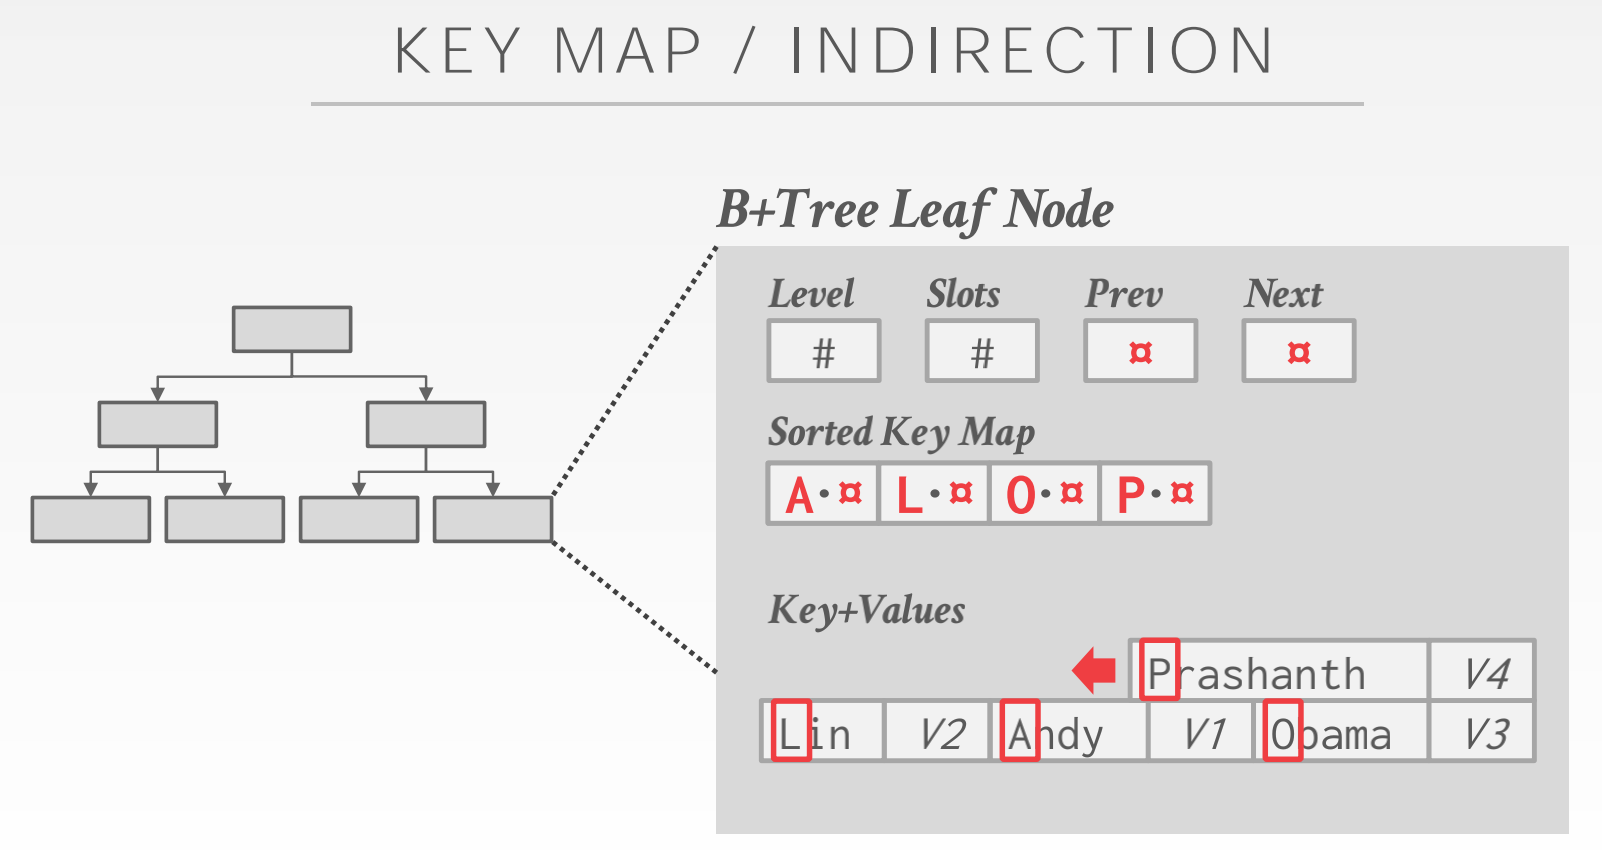 KEY MAP / INDIRECTION
B+Tree Leaf Node
Level Slots Prev Next
# # ¤ ¤
Sorted Key Map
A·¤ L·¤ O·¤ P·¤
Key+Values
Prashanth V4
Lin V2 Andy V1 Obama V3